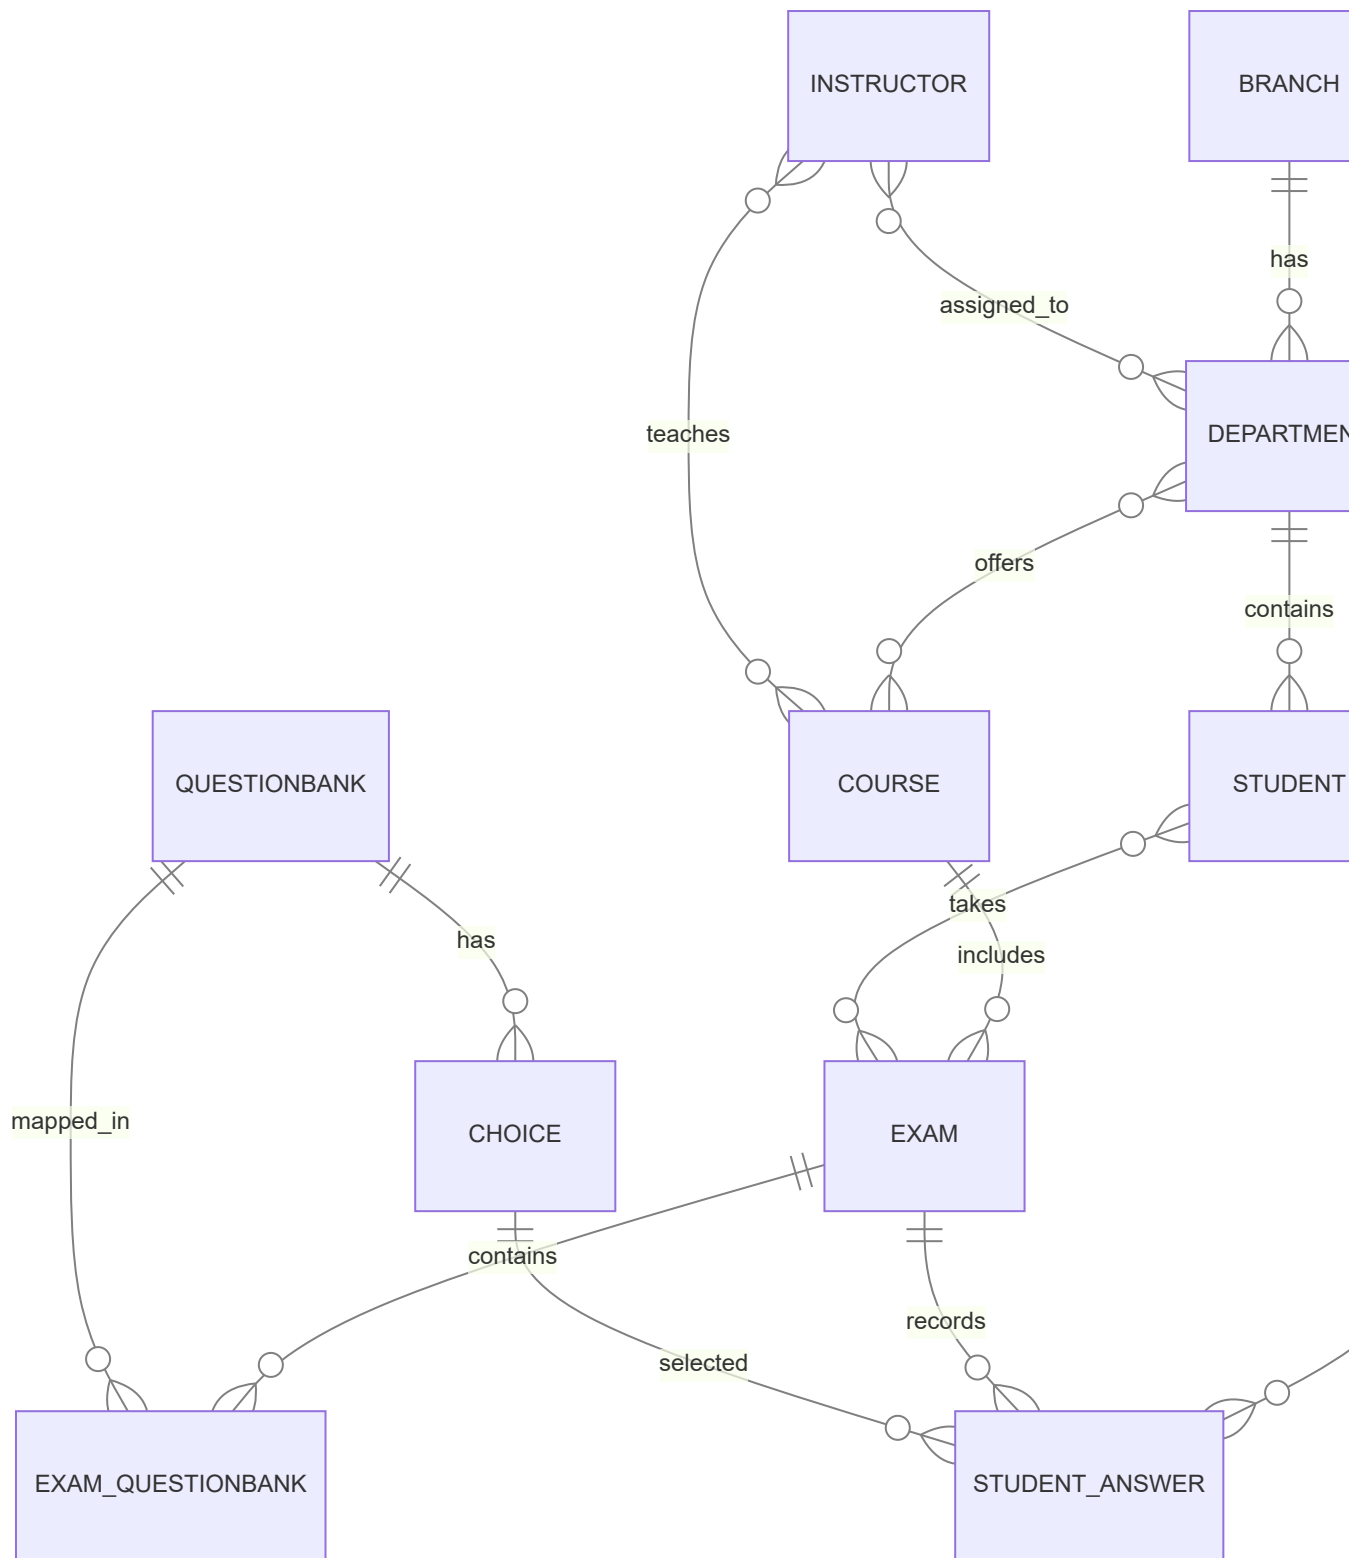 INSTRUCTOR
BRANCH
has
assigned_to
teaches
DEPARTMEN
offers
contains
QUESTIONBANK
COURSE
STUDENT
takes
has
includes
mapped_in
CHOICE
EXAM
contains
records
selected
EXAM_QUESTIONBANK
STUDENT_ANSWER